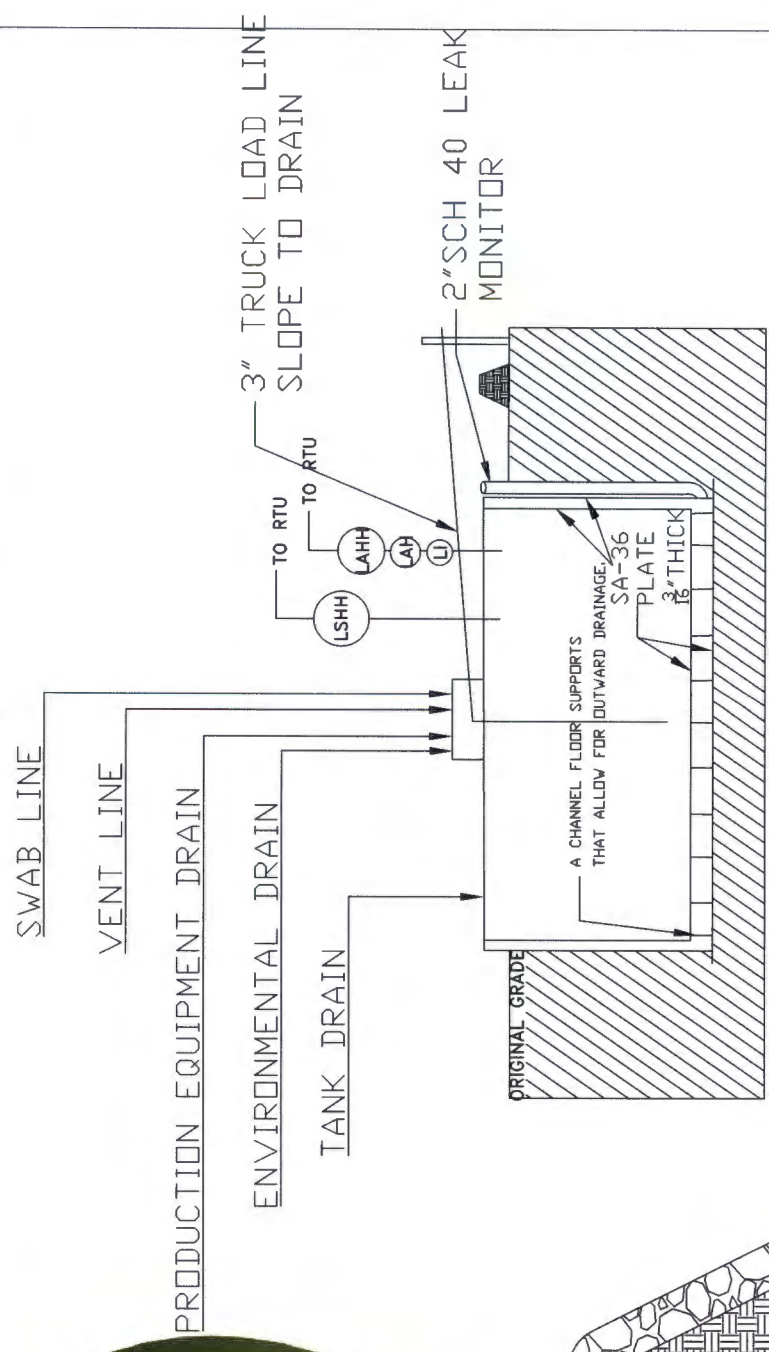 SWAB LINE
VENT LINE
PRODUCTION EQUIPMENT DRAIN
ENVIRONMENTAL DRAIN
TANK DRAIN
TO RTU
TO RTU
LSHH
LAHH
LAH
LI
3" TRUCK LOAD LINE
SLOPE TO DRAIN
2"SCH 40 LEAK
MONITOR
ORIGINAL GRADE
A CHANNEL FLOOR SUPPORTS
THAT ALLOW FOR OUTWARD DRAINAGE.
SA-36
PLATE
3/16"THICK